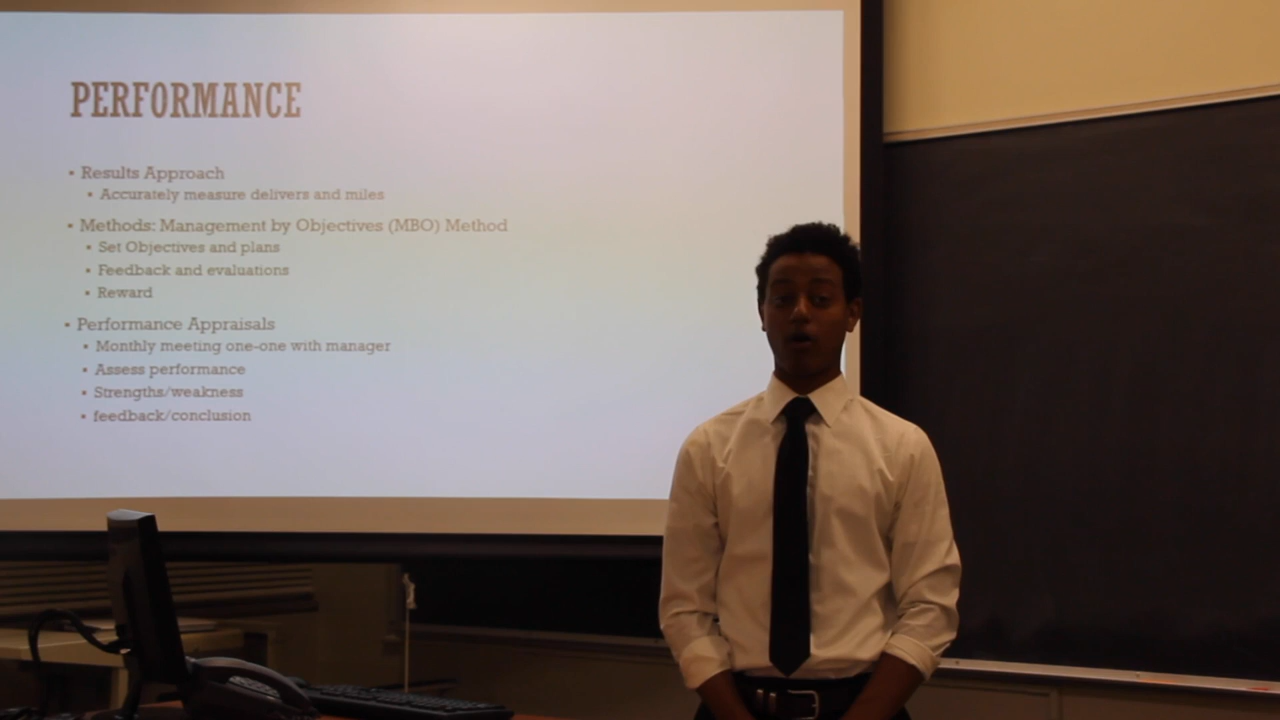 PERFORMANCE
▪ Results Approach
▪ Accurately measure delivers and miles
▪ Methods: Management by Objectives (MBO) Method
▪ Set Objectives and plans
▪ Feedback and evaluations
▪ Reward
▪ Performance Appraisals
▪ Monthly meeting one-one with manager
▪ Assess performance
▪ Strengths/weakness
▪ feedback/conclusion